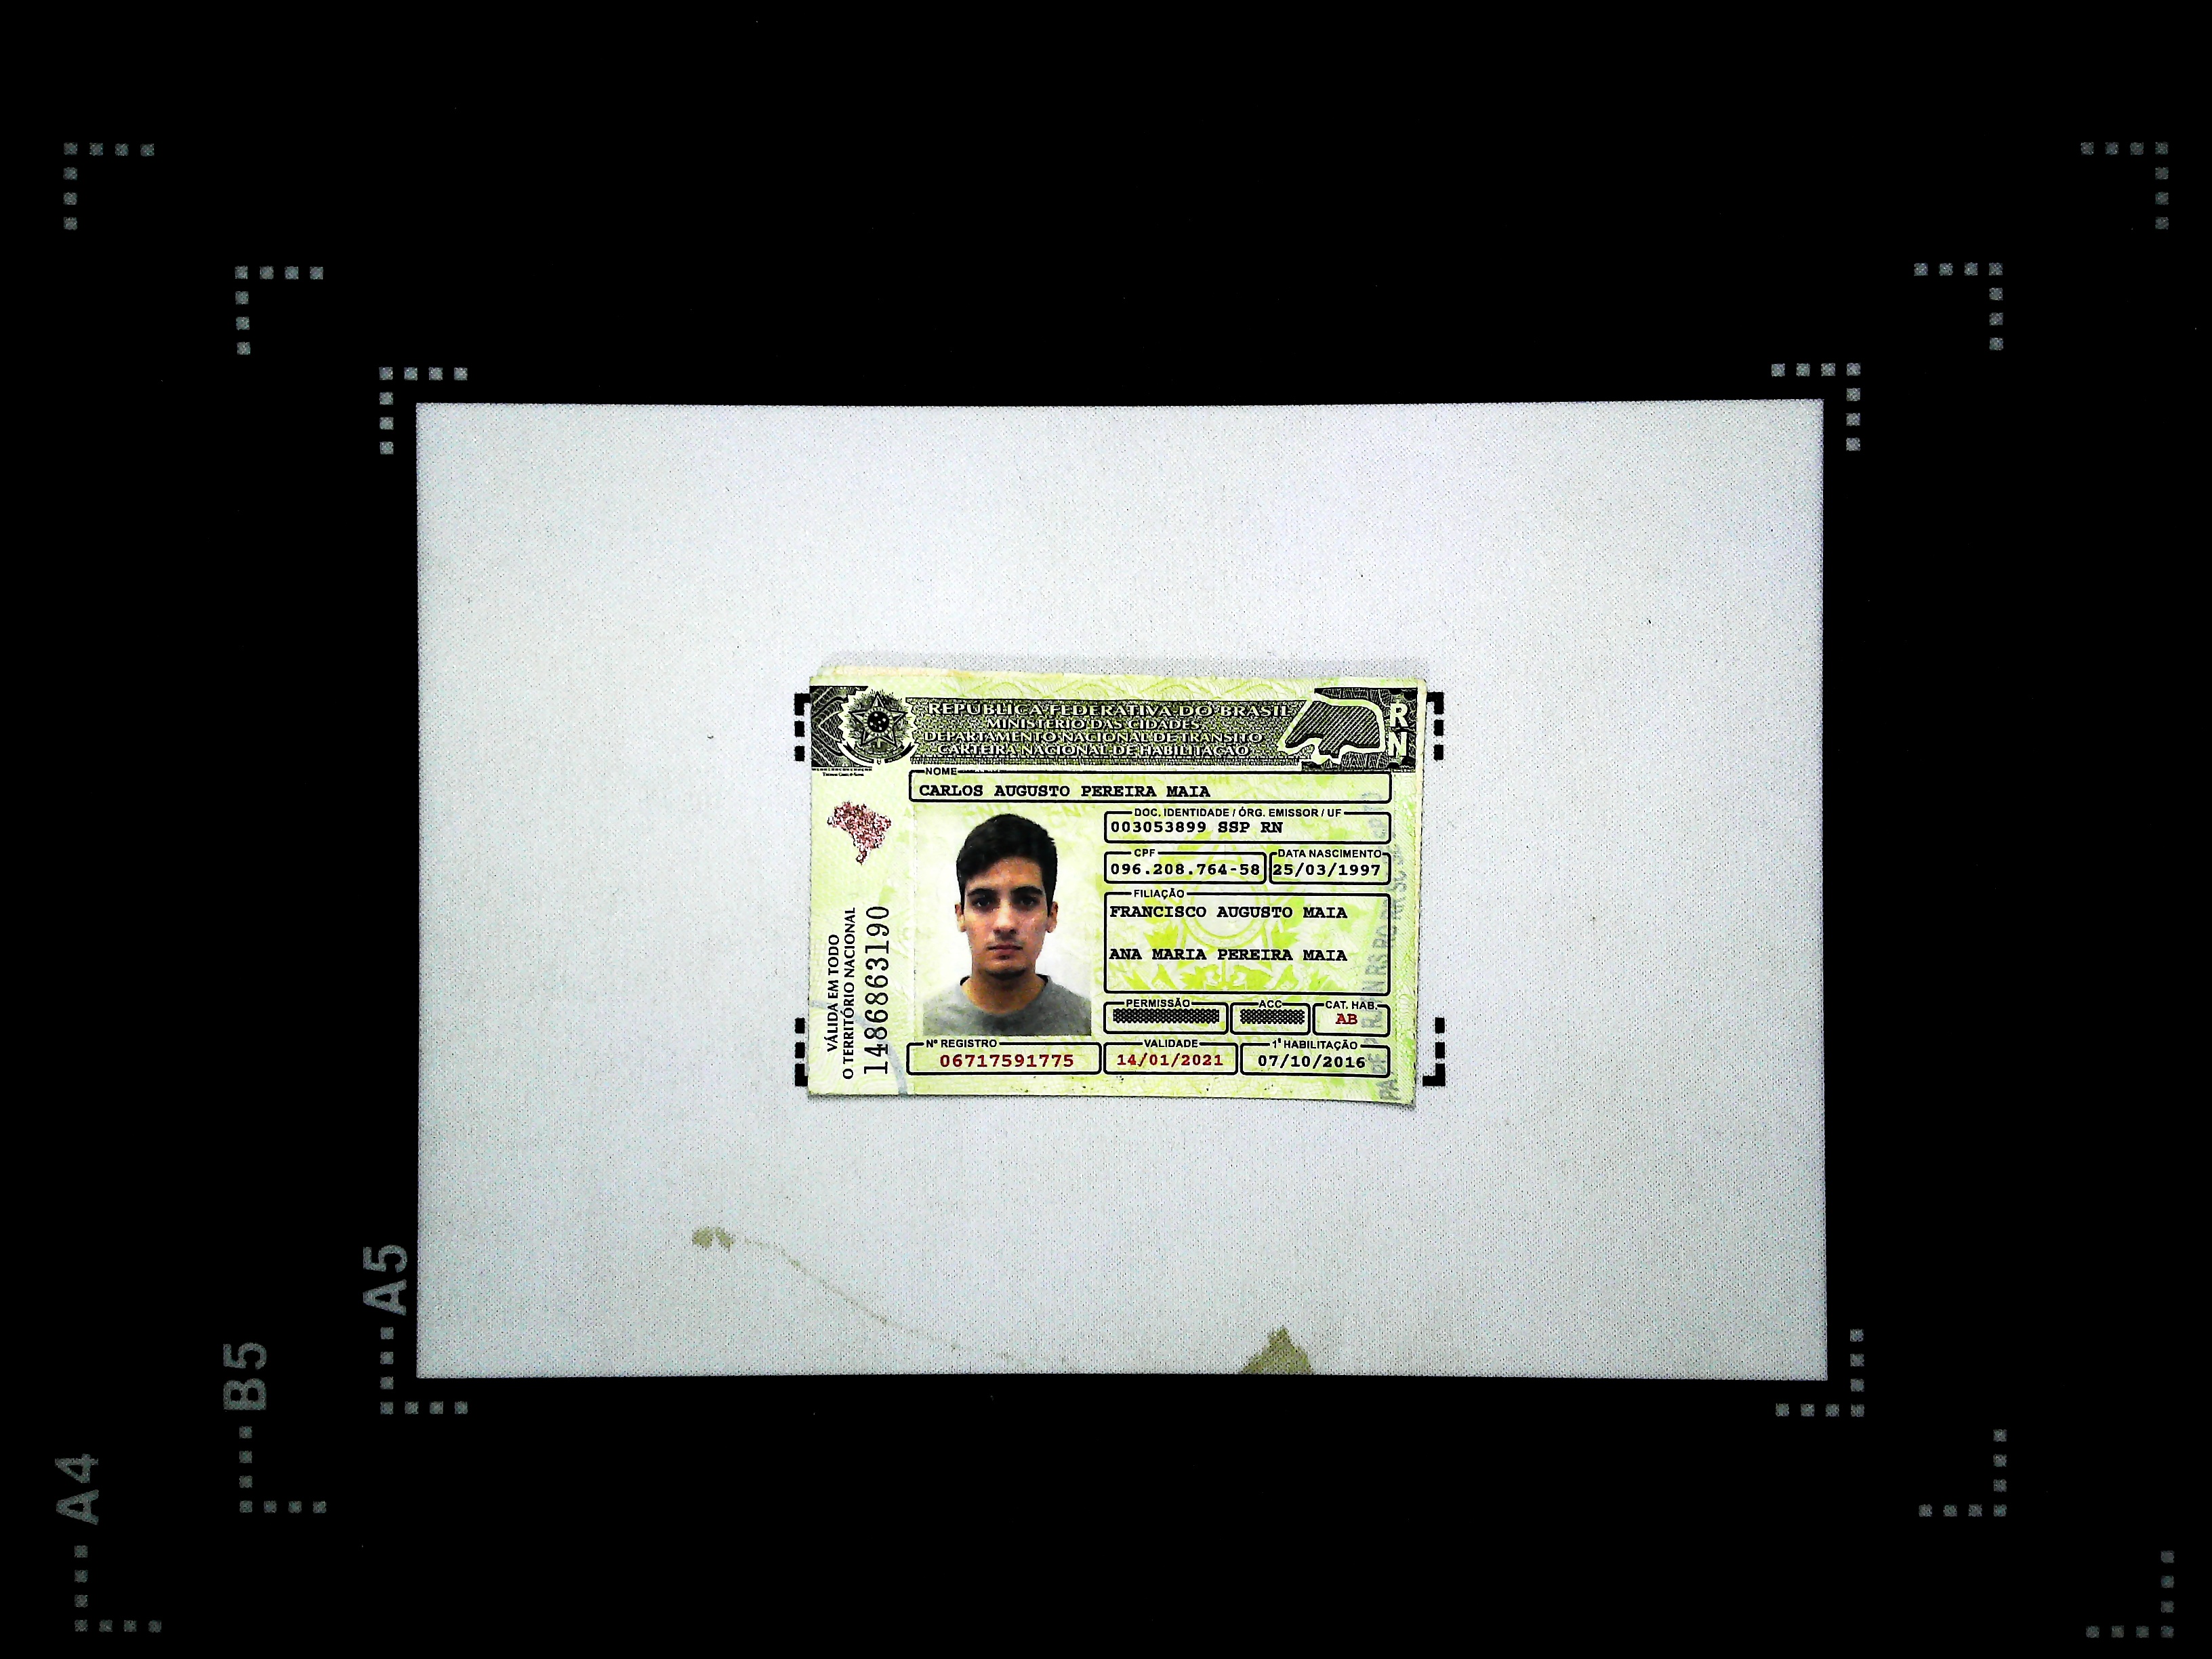 REPÚBLICA FEDERATIVA DO BRASIL
MINISTÉRIO DAS CIDADES
DEPARTAMENTO NACIONAL DE TRÂNSITO
CARTEIRA NACIONAL DE HABILITAÇÃO
RN
NOME
CARLOS AUGUSTO PEREIRA MAIA
DOC. IDENTIDADE / ÓRG. EMISSOR / UF
003053899 SSP RN
CPF
096.208.764-58
DATA NASCIMENTO
25/03/1997
FILIAÇÃO
FRANCISCO AUGUSTO MAIA
ANA MARIA PEREIRA MAIA
PERMISSÃO
ACC
CAT. HAB.
AB
Nº REGISTRO
06717591775
VALIDADE
14/01/2021
1ª HABILITAÇÃO
07/10/2016
VÁLIDA EM TODO
O TERRITÓRIO NACIONAL
1486863190
A5
B5
A4